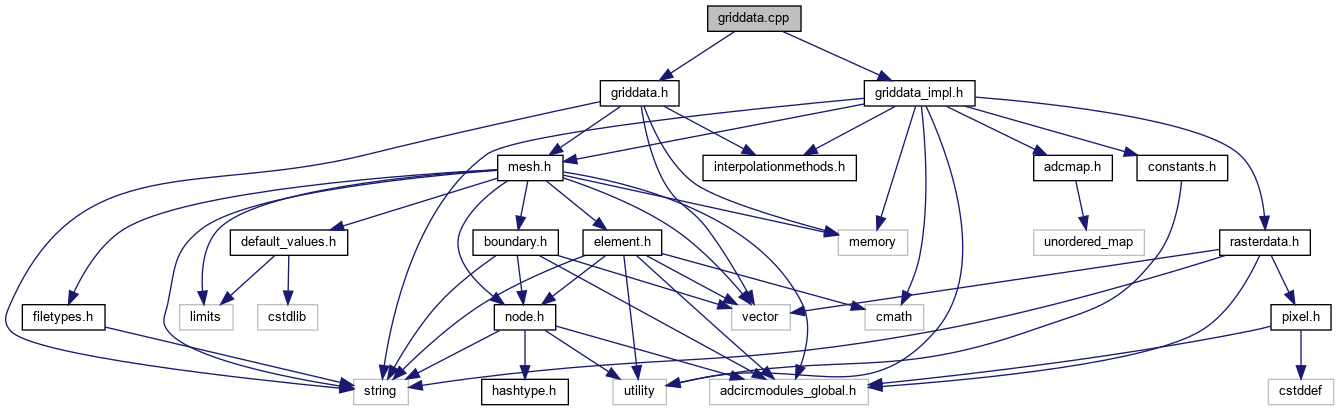 griddata.cpp
griddata.h
griddata_impl.h
mesh.h
interpolationmethods.h
adcmap.h
constants.h
default_values.h
boundary.h
element.h
memory
unordered_map
rasterdata.h
filetypes.h
limits
cstdlib
node.h
vector
cmath
pixel.h
string
hashtype.h
utility
adcircmodules_global.h
cstddef